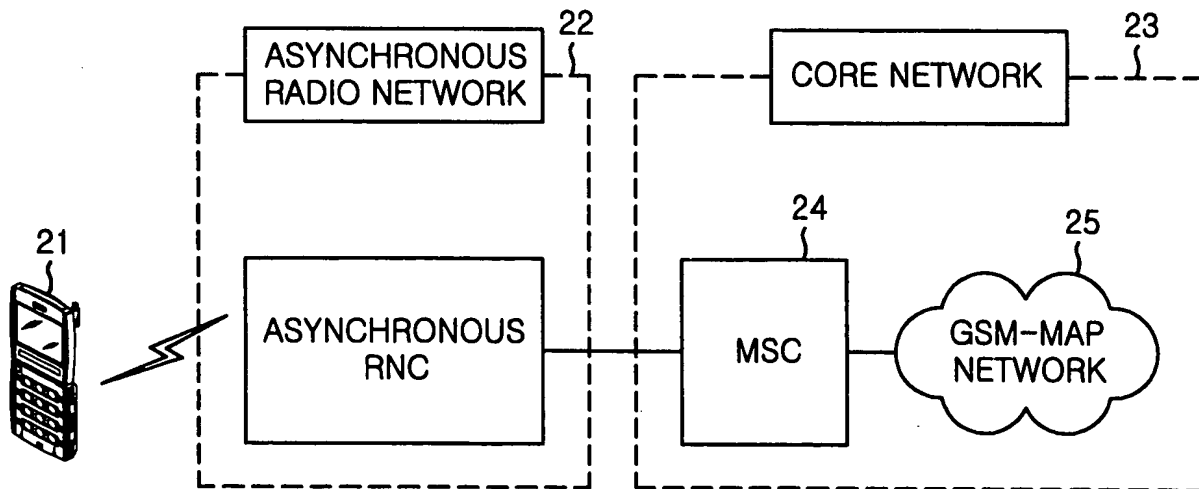 ASYNCHRONOUS
RADIO NETWORK
22
CORE NETWORK
23
21
ASYNCHRONOUS
RNC
24
MSC
25
GSM-MAP
NETWORK